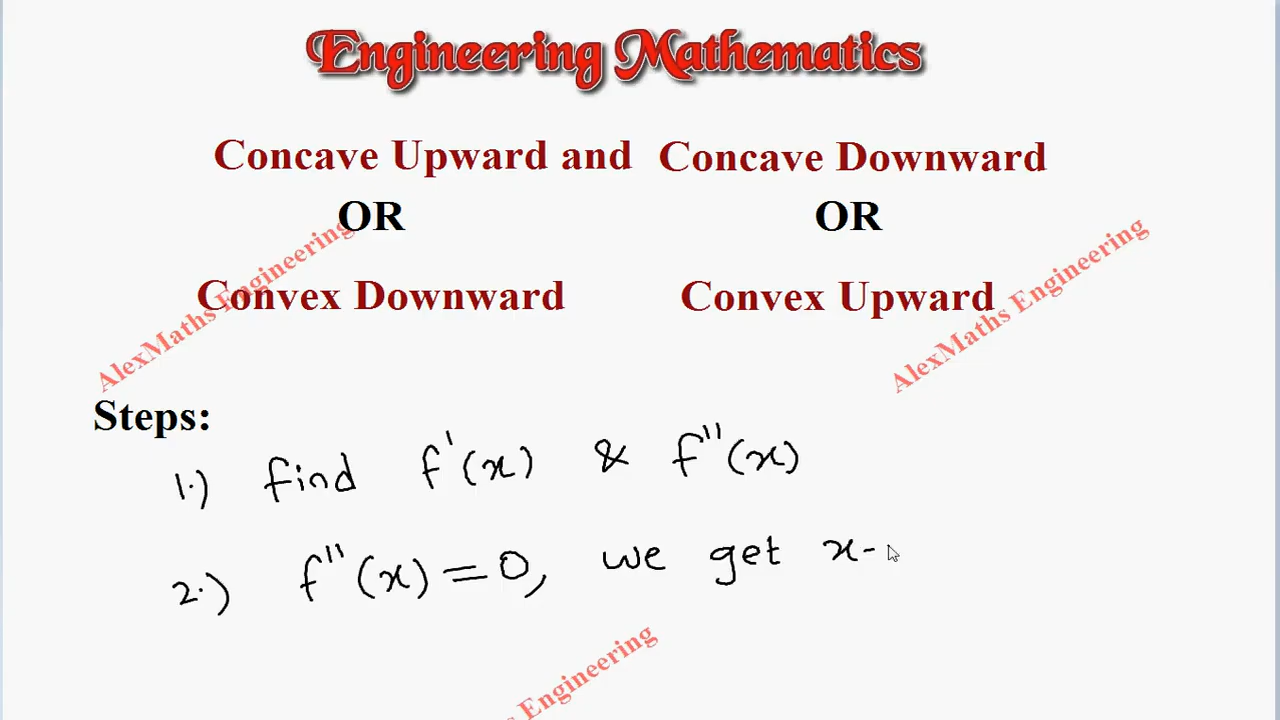 Engineering Mathematics
Concave Upward and Concave Downward
OR OR
Convex Downward Convex Upward
AlexMaths Engineering AlexMaths Engineering
Steps:
1.) find f'(x) & f''(x)
2.) f''(x) = 0, we get x-
Engineering